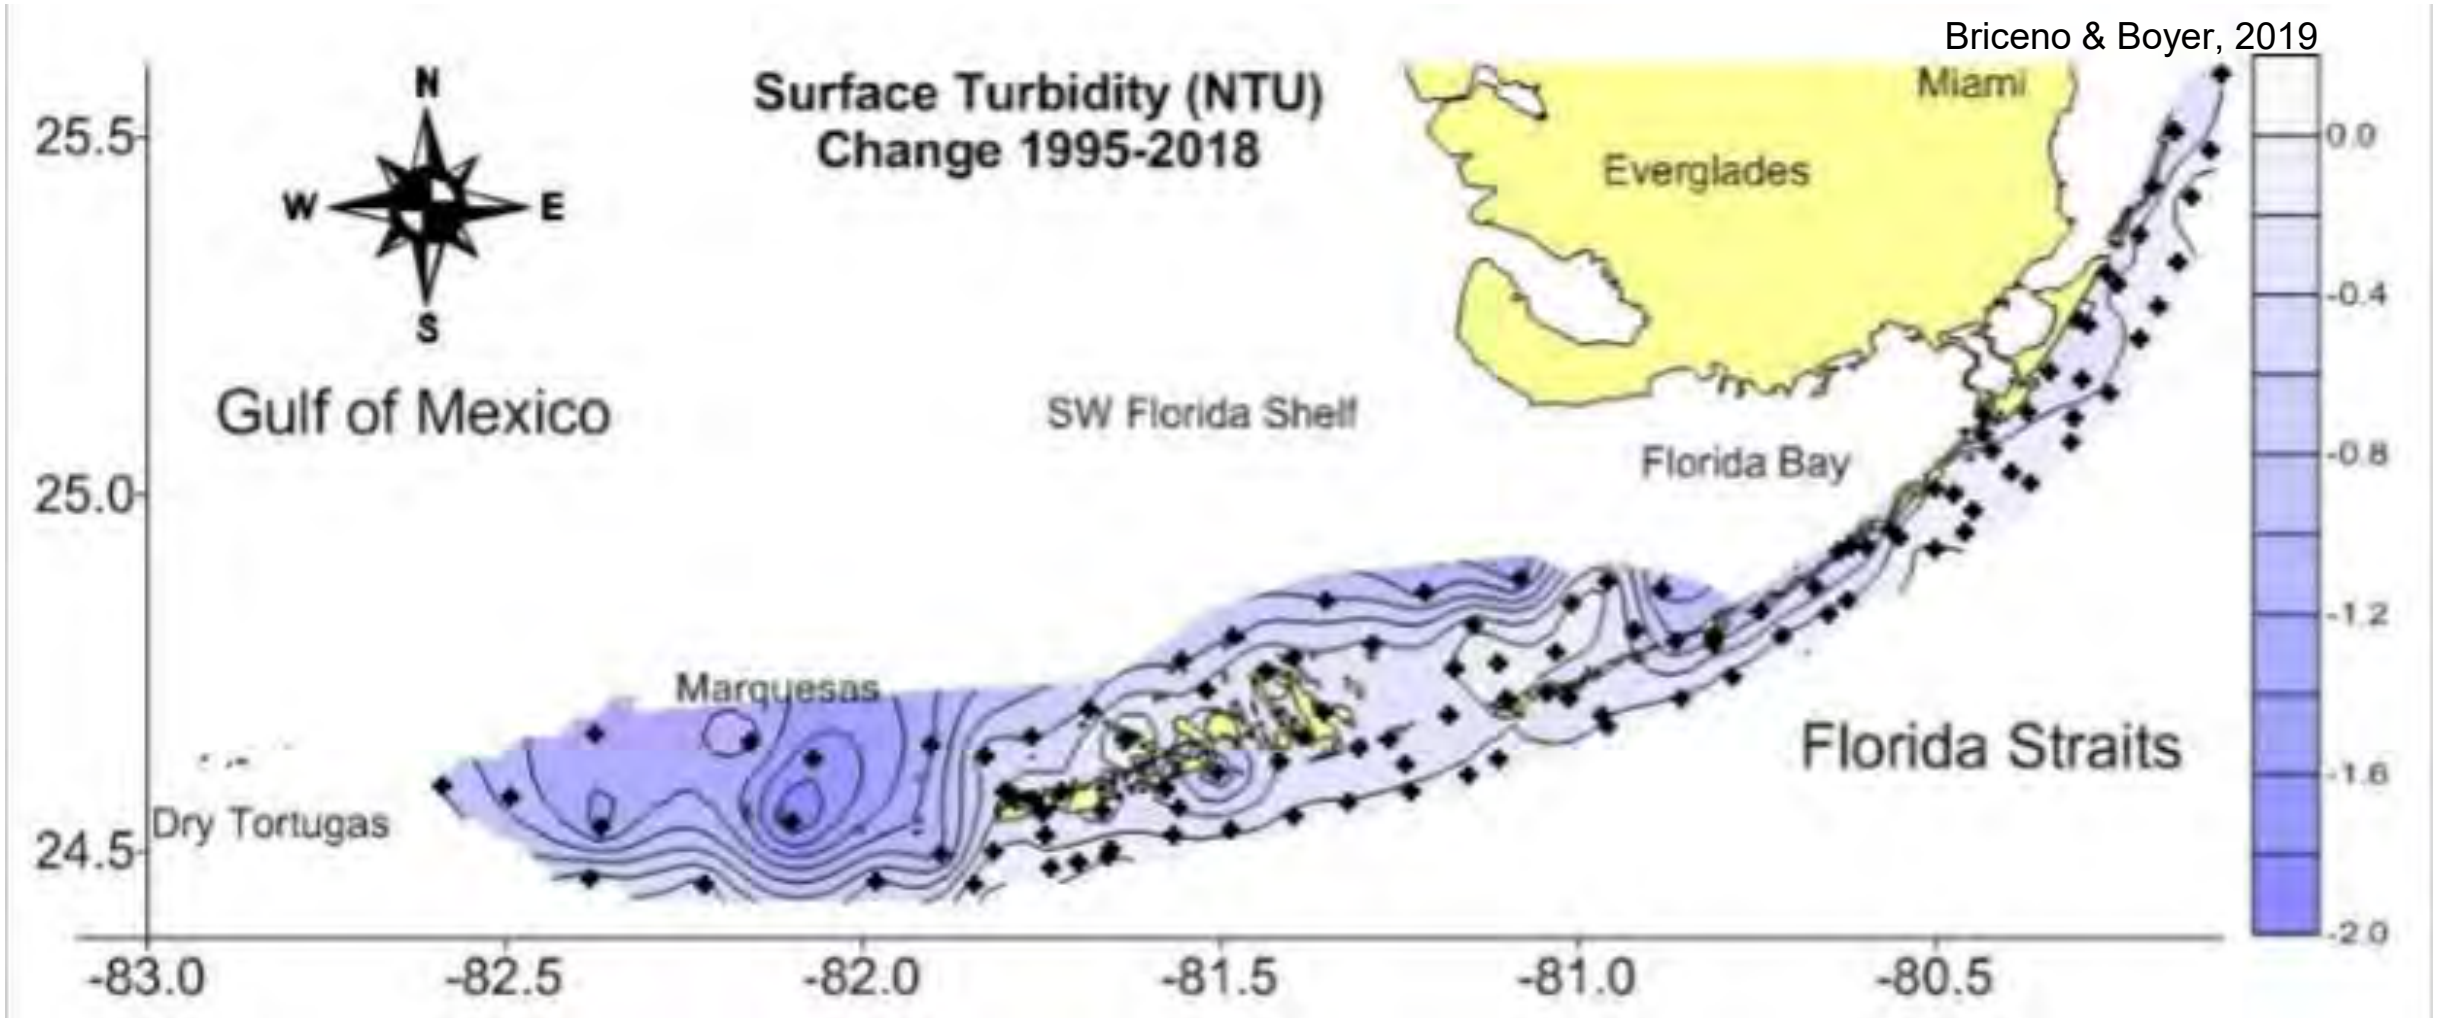 Briceno & Boyer, 2019
Surface Turbidity (NTU)
Change 1995-2018
N
W
E
S
Miami
Everglades
Gulf of Mexico
SW Florida Shelf
Florida Bay
Marquesas
Florida Straits
Dry Tortugas
25.5
25.0
24.5
-83.0
-82.5
-82.0
-81.5
-81.0
-80.5
0.0
-0.4
-0.8
-1.2
-1.6
-2.0